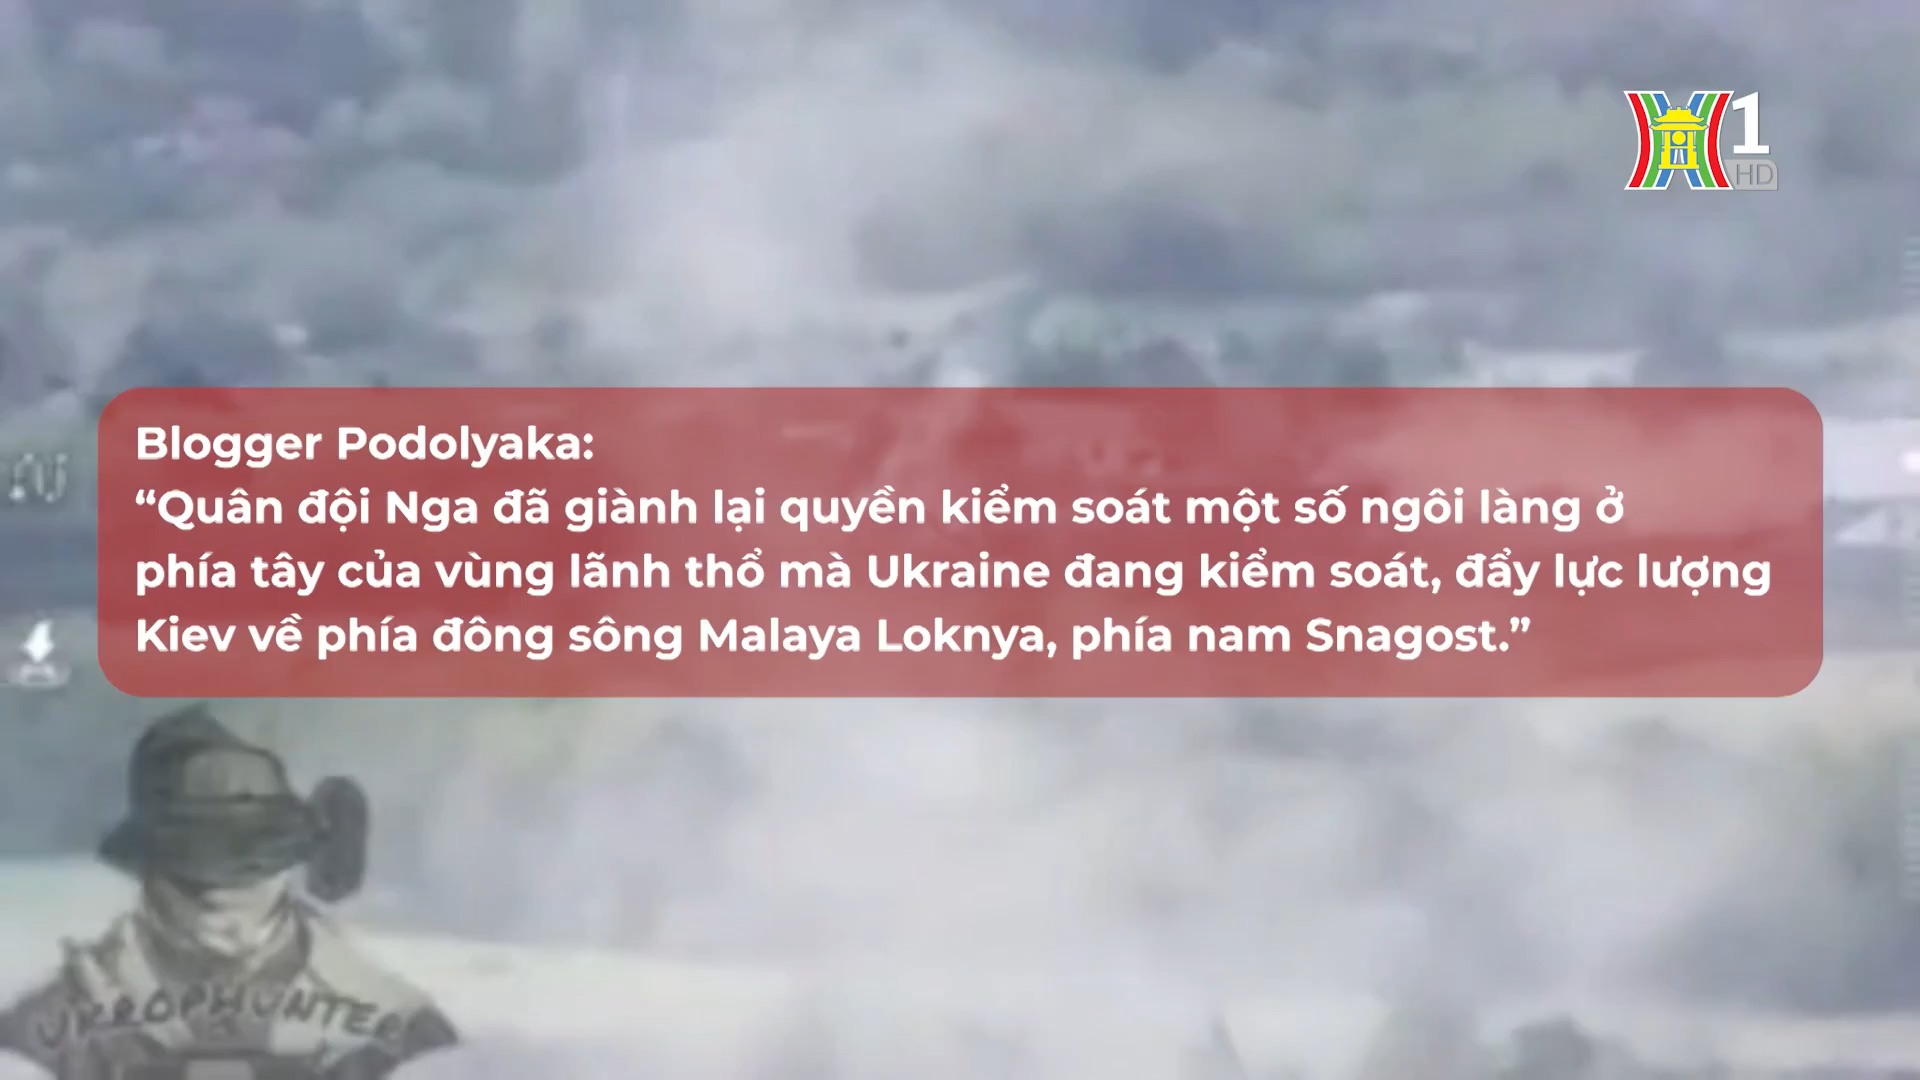 1
HD
Blogger Podolyaka:
“Quân đội Nga đã giành lại quyền kiểm soát một số ngôi làng ở
phía tây của vùng lãnh thổ mà Ukraine đang kiểm soát, đẩy lực lượng
Kiev về phía đông sông Malaya Loknya, phía nam Snagost.”
UKROPHUNTER